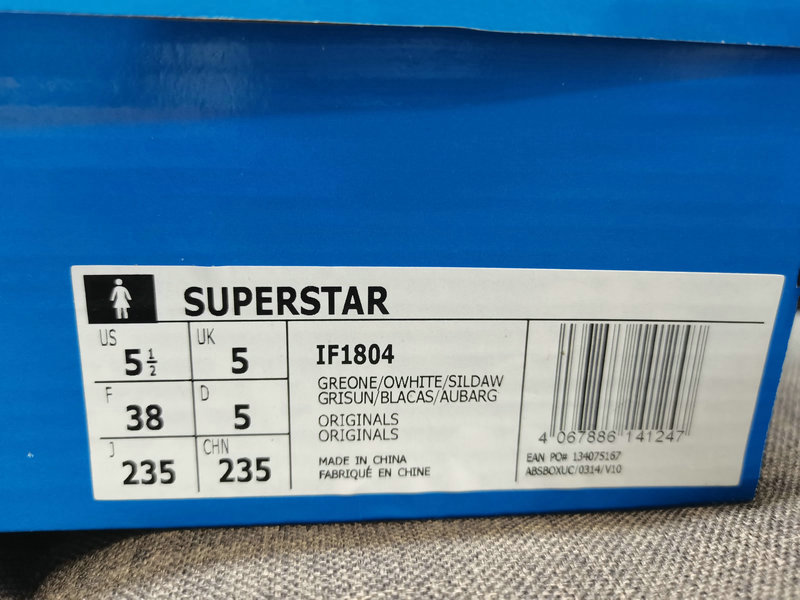 SUPERSTAR
US 5 1/2
UK 5
F 38
D 5
J 235
CHN 235
IF1804
GREONE/OWHITE/SILDAW
GRISUN/BLACAS/AUBARG
ORIGINALS
ORIGINALS
MADE IN CHINA
FABRIQUÉ EN CHINE
4 067886 141247
EAN PO# 134075167
ABSBOXUC/0314/V10